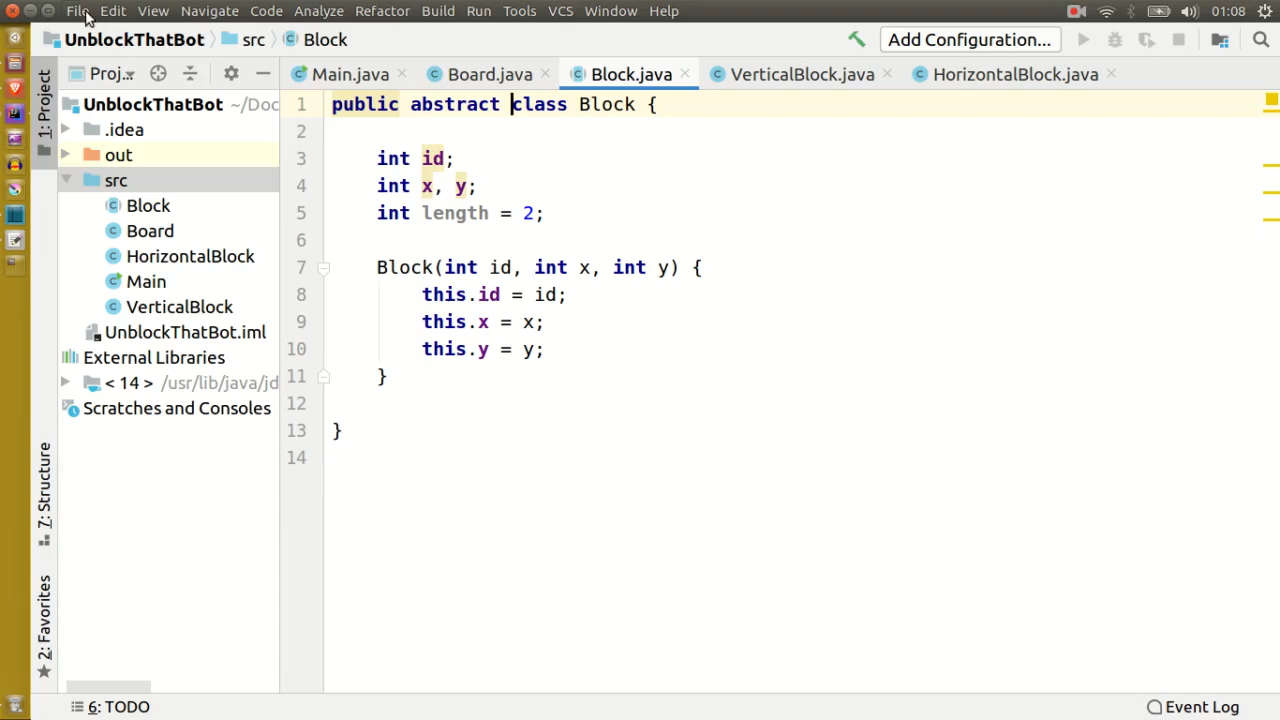 File Edit View Navigate Code Analyze Refactor Build Run Tools VCS Window Help 01:08
UnblockThatBot src Block Add Configuration...
1: Project
Proj..
Main.java Board.java Block.java VerticalBlock.java HorizontalBlock.java
UnblockThatBot ~/Doc
.idea
out
src
Block
Board
HorizontalBlock
Main
VerticalBlock
UnblockThatBot.iml
External Libraries
< 14 > /usr/lib/java/jd
Scratches and Consoles
7: Structure
2: Favorites
1 public abstract class Block {
2
3 int id;
4 int x, y;
5 int length = 2;
6
7 Block(int id, int x, int y) {
8 this.id = id;
9 this.x = x;
10 this.y = y;
11 }
12
13 }
14
6: TODO Event Log